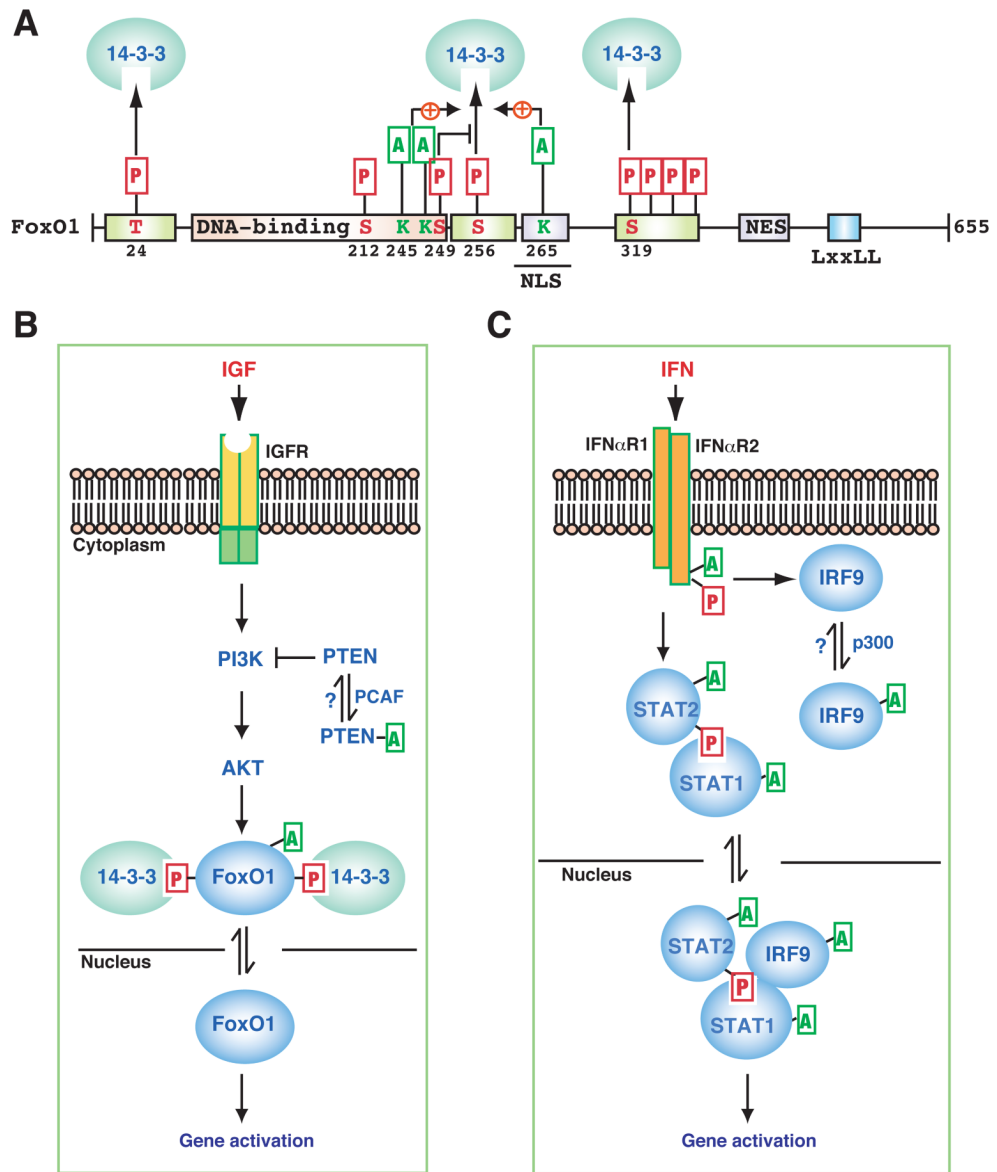 A
14-3-3 14-3-3 14-3-3
A A A
P P P P P P P P
FoxO1 T DNA-binding S K K S S K S NES 655
24 212 245 249 256 265 319 LxxLL
NLS
B
IGF
IGFR
Cytoplasm
PI3K PTEN
? PCAF
PTEN A
AKT
A
14-3-3 P FoxO1 P 14-3-3
Nucleus
FoxO1
Gene activation
C
IFN
IFNαR1 IFNαR2
A
P
IRF9
? p300
IRF9 A
A
STAT2
P
STAT1 A
Nucleus
A
STAT2 A
IRF9
P
STAT1 A
Gene activation